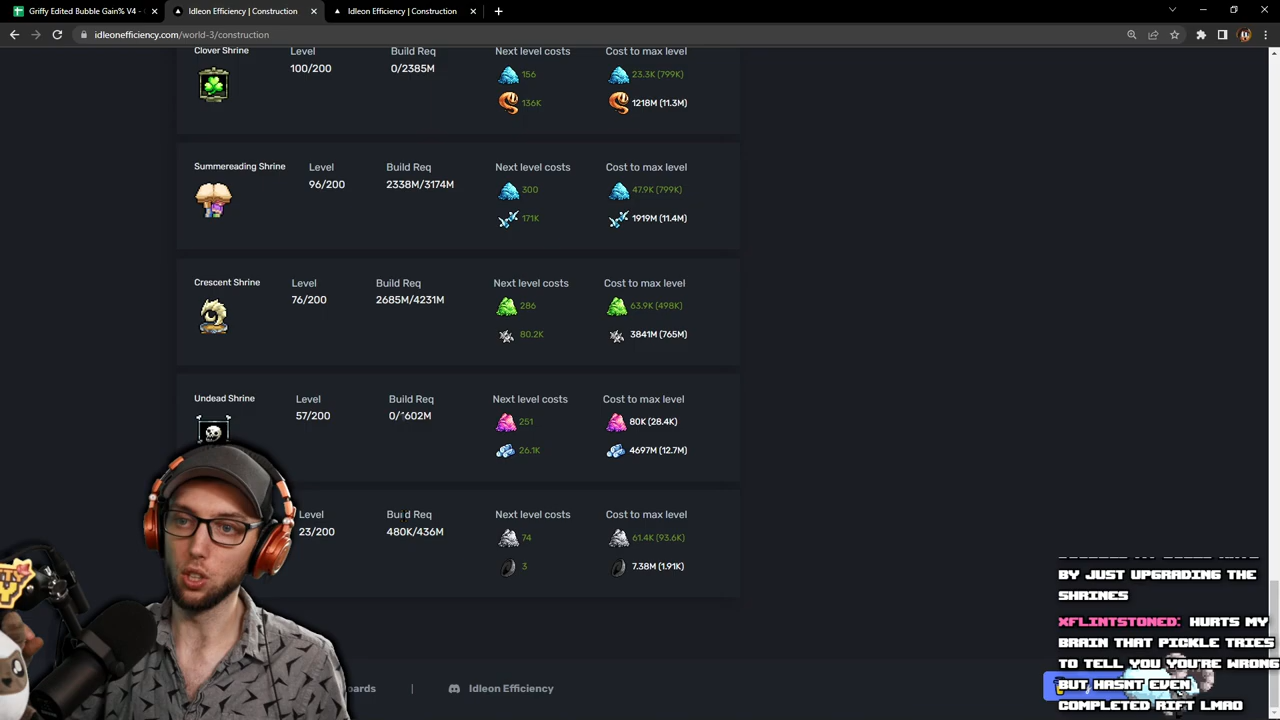 Griffy Edited Bubble Gain% V4 -
Idleon Efficiency | Construction
Idleon Efficiency | Construction
idleonefficiency.com/world-3/construction
Clover Shrine
Level
Build Req
Next level costs
Cost to max level
100/200
0/2385M
156
23.3K (799K)
136K
1218M (11.3M)
Summereading Shrine
Level
Build Req
Next level costs
Cost to max level
96/200
2338M/3174M
300
47.9K (799K)
171K
1919M (11.4M)
Crescent Shrine
Level
Build Req
Next level costs
Cost to max level
76/200
2685M/4231M
286
63.9K (498K)
80.2K
3841M (765M)
Undead Shrine
Level
Build Req
Next level costs
Cost to max level
57/200
251
80K (28.4K)
26.1K
4697M (12.7M)
Level
Build Req
Next level costs
Cost to max level
23/200
480K/436M
74
61.4K (93.6K)
3
7.38M (1.91K)
| Idleon Efficiency
BY JUST UPGRADING THE
SHRINES
XFLINTSTONED: HURTS MY
BRAIN THAT PICKLE TRIES
TO TELL YOU YOU'RE WRONG
BUT HASNT EVEN
COMPLETED RIFT LMAO